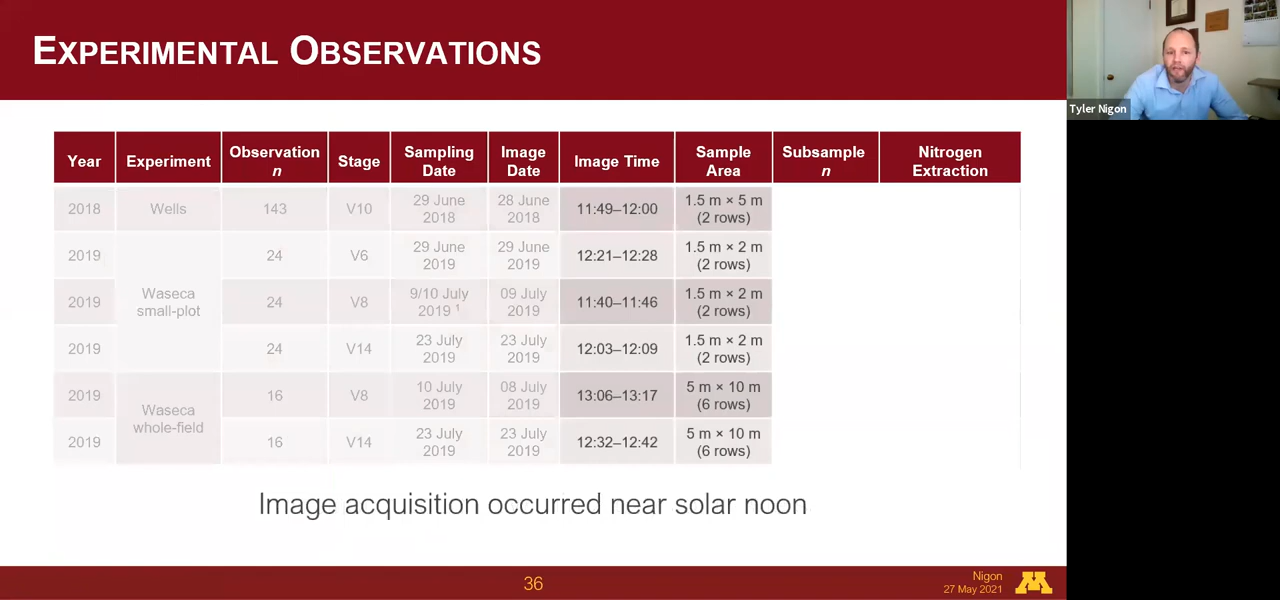 EXPERIMENTAL OBSERVATIONS
Tyler Nigon
Year Experiment Observation n Stage Sampling Date Image Date Image Time Sample Area Subsample n Nitrogen Extraction
2018 Wells 143 V10 29 June 2018 28 June 2018 11:49–12:00 1.5 m × 5 m (2 rows)
2019 Waseca small-plot 24 V6 29 June 2019 29 June 2019 12:21–12:28 1.5 m × 2 m (2 rows)
2019 24 V8 9/10 July 2019 ¹ 09 July 2019 11:40–11:46 1.5 m × 2 m (2 rows)
2019 24 V14 23 July 2019 23 July 2019 12:03–12:09 1.5 m × 2 m (2 rows)
2019 Waseca whole-field 16 V8 10 July 2019 08 July 2019 13:06–13:17 5 m × 10 m (6 rows)
2019 16 V14 23 July 2019 23 July 2019 12:32–12:42 5 m × 10 m (6 rows)
Image acquisition occurred near solar noon
36
Nigon
27 May 2021
M